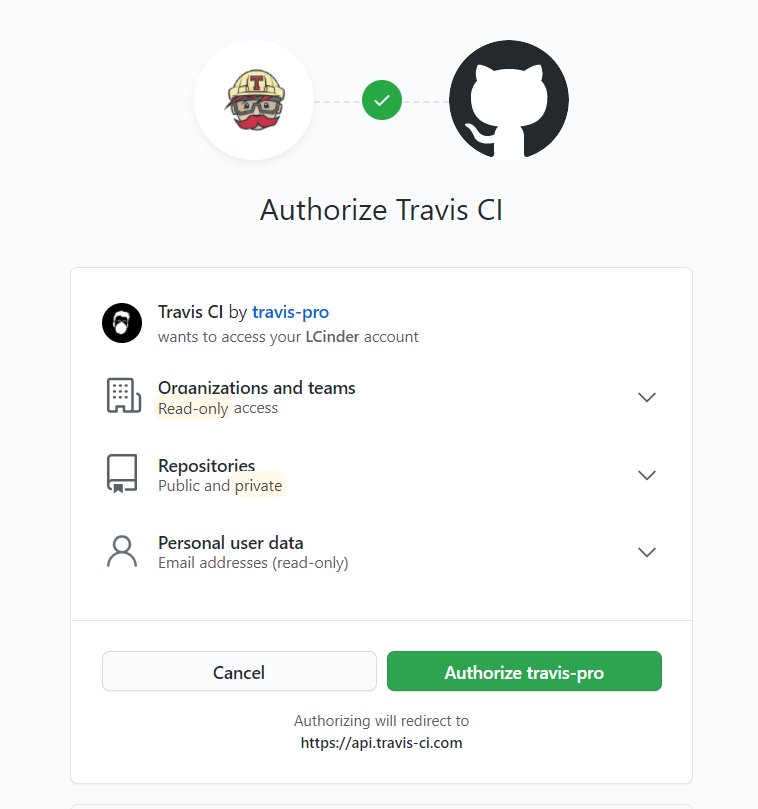 T
Authorize Travis CI
Travis CI by travis-pro
wants to access your LCinder account
Organizations and teams
Read-only access
Repositories
Public and private
Personal user data
Email addresses (read-only)
Cancel
Authorize travis-pro
Authorizing will redirect to
https://api.travis-ci.com